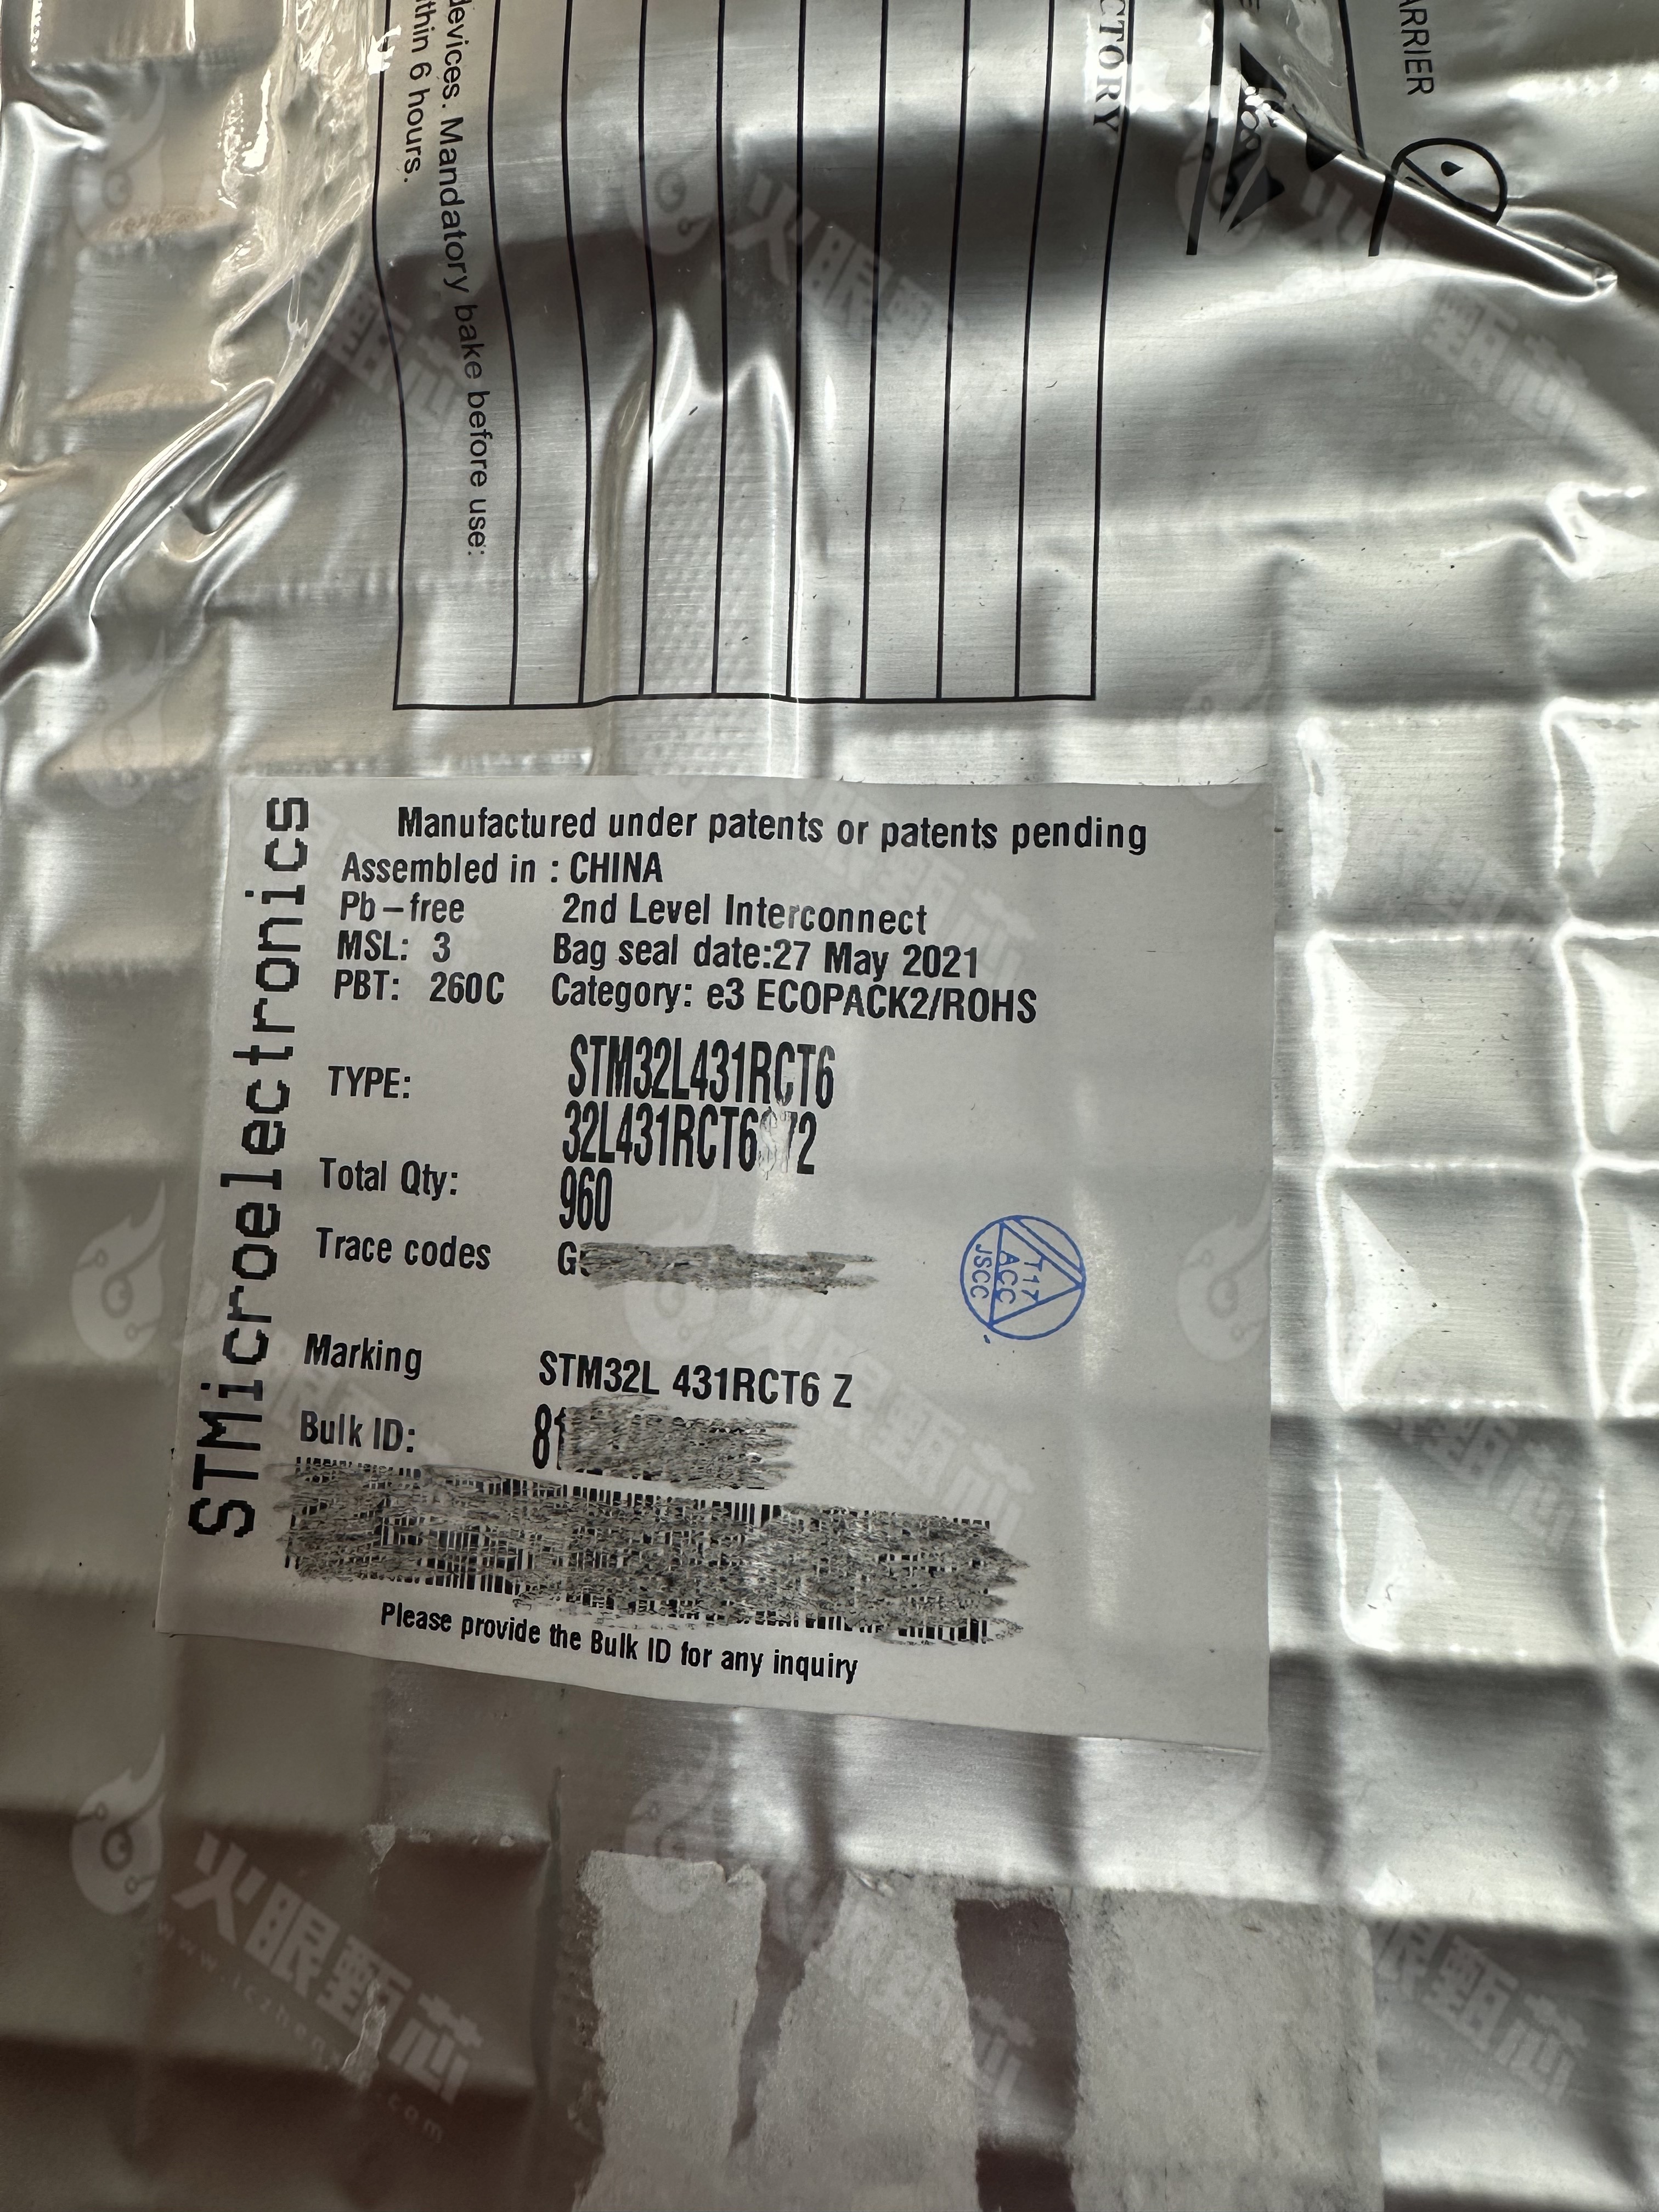 devices. Mandatory bake before use:
thin 6 hours.
CTORY
ARRIER
STMicroelectronics
Manufactured under patents or patents pending
Assembled in : CHINA
Pb-free 2nd Level Interconnect
MSL: 3 Bag seal date:27 May 2021
PBT: 260C Category: e3 ECOPACK2/ROHS
TYPE: STM32L431RCT6
32L431RCT6$72
Total Qty: 960
Trace codes
T17
ACC
JSCC
Marking STM32L 431RCT6 Z
Bulk ID: 81
Please provide the Bulk ID for any inquiry
火眼甄芯